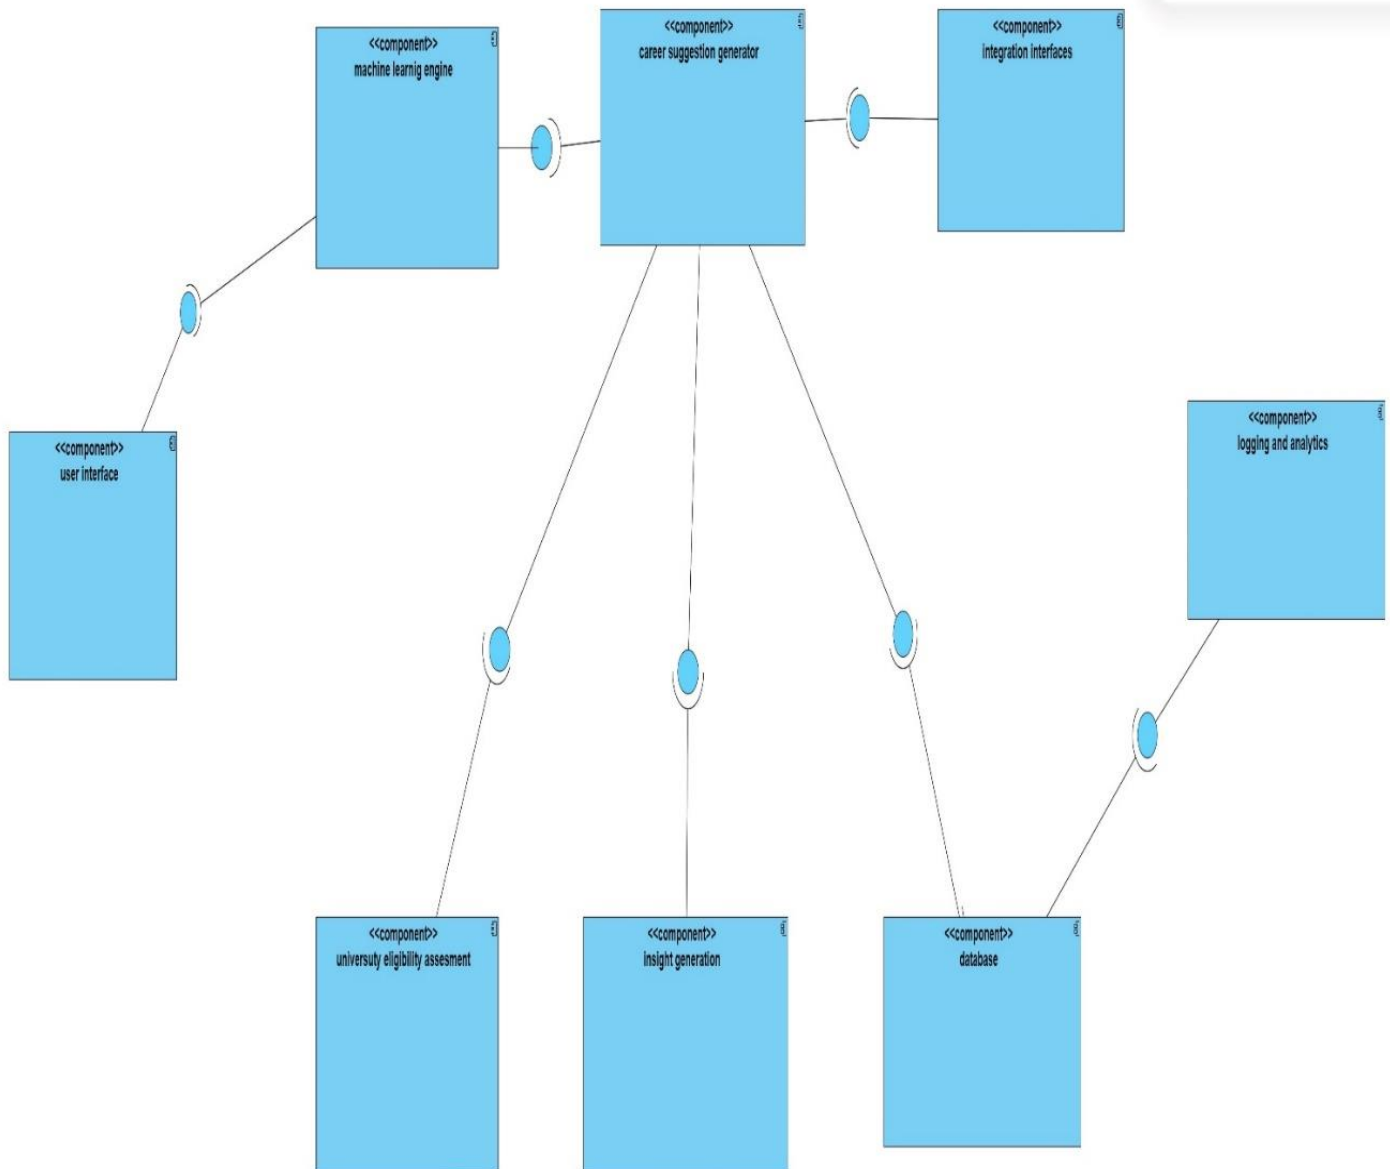 <<component>>
machine learnig engine
<<component>>
career suggestion generator
<<component>>
integration interfaces
<<component>>
user interface
<<component>>
logging and analytics
<<component>>
universuty eligibility assesment
<<component>>
insight generation
<<component>>
database